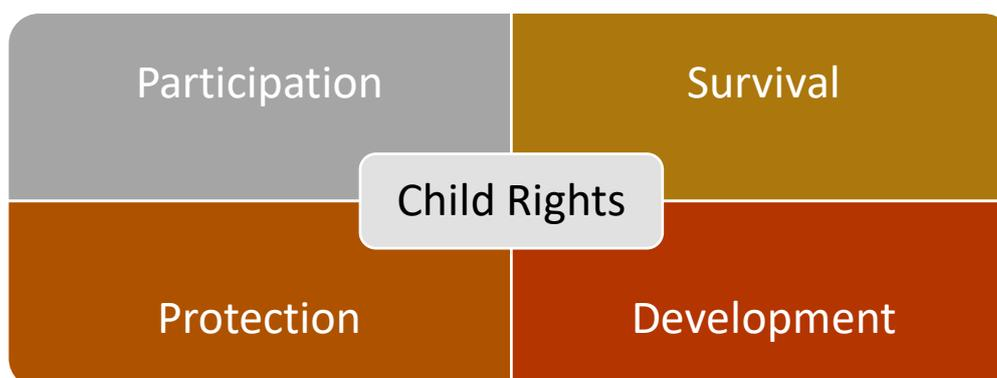 Participation
Survival
Child Rights
Protection
Development